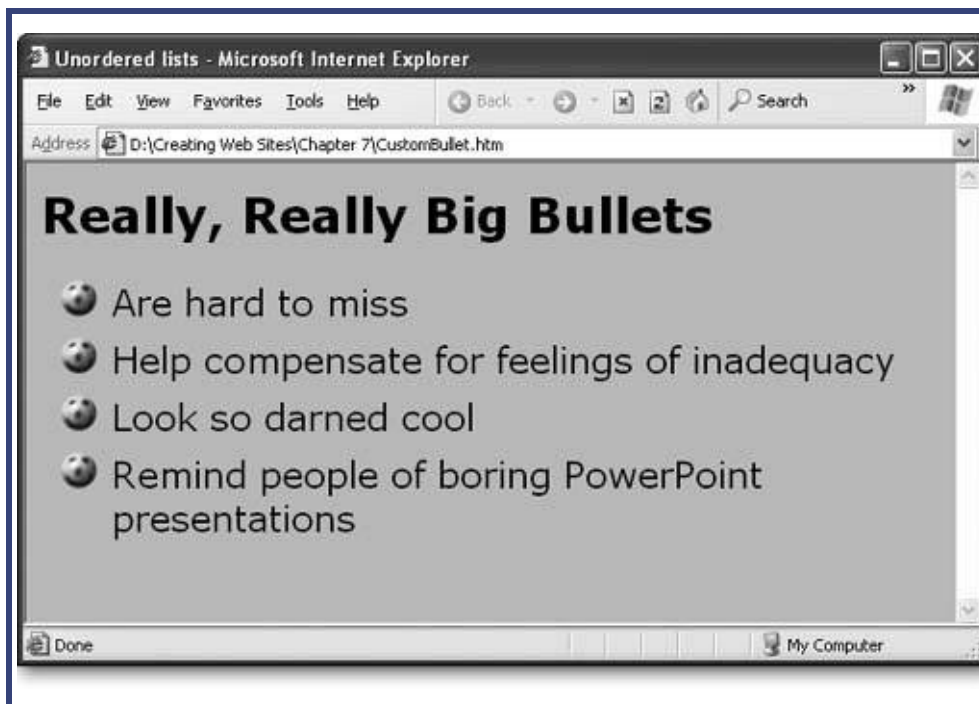 Unordered lists - Microsoft Internet Explorer
File Edit View Favorites Tools Help Back Search »
Address D:\Creating Web Sites\Chapter 7\CustomBullet.htm
Really, Really Big Bullets
Are hard to miss
Help compensate for feelings of inadequacy
Look so darned cool
Remind people of boring PowerPoint
presentations
Done My Computer